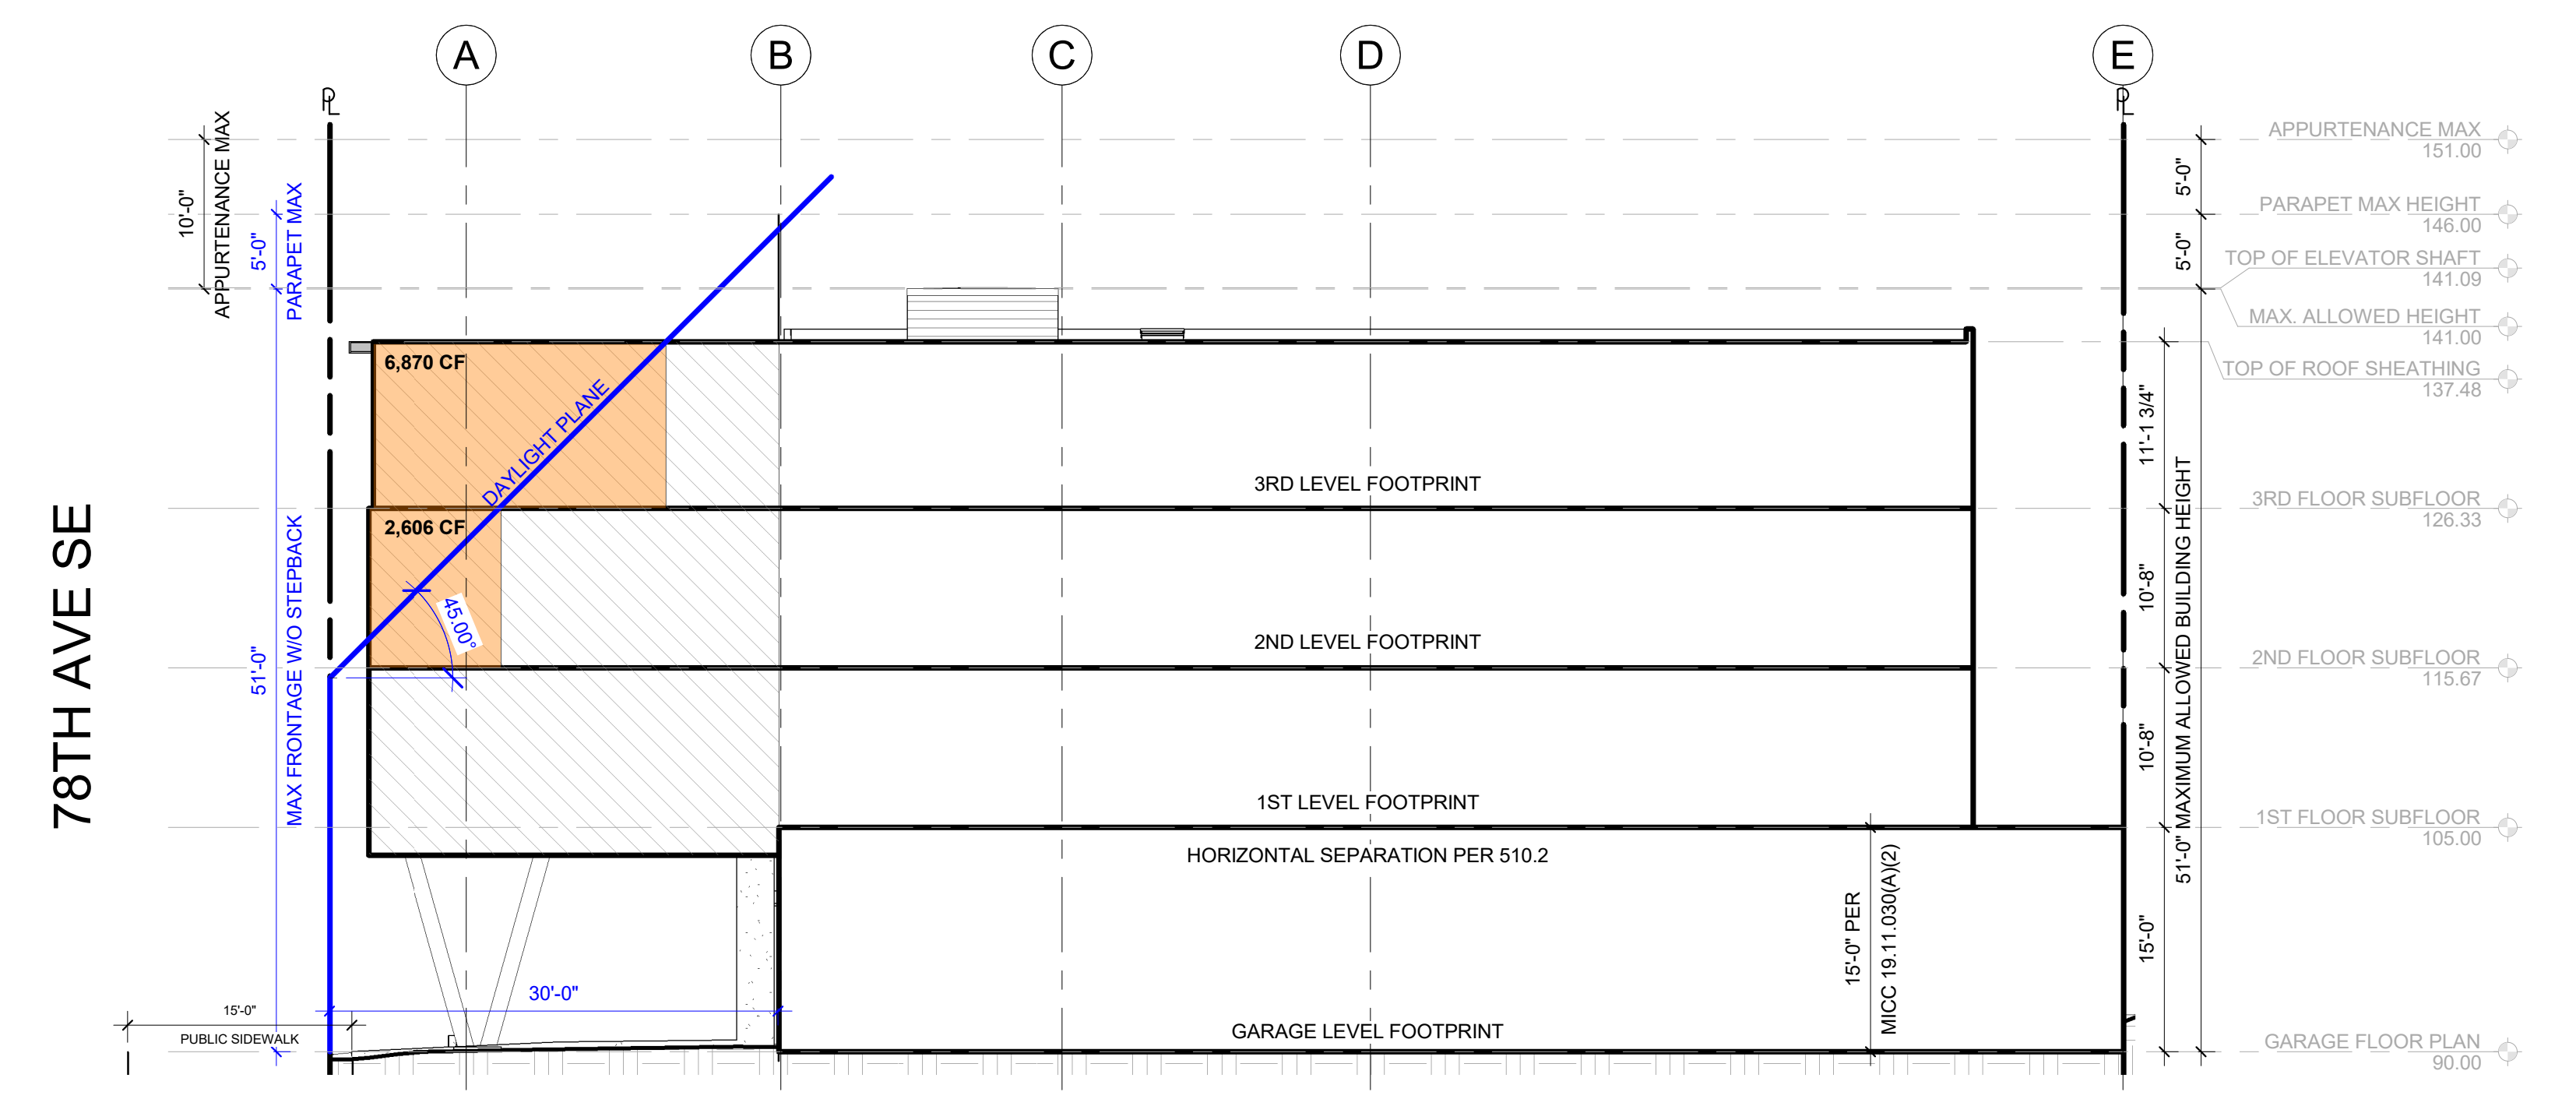 A
B
C
D
E
PL
PL
10'-0"
APPURTENANCE MAX
5'-0"
PARAPET MAX
5'-0"
5'-0"
APPURTENANCE MAX
151.00
PARAPET MAX HEIGHT
146.00
TOP OF ELEVATOR SHAFT
141.09
MAX. ALLOWED HEIGHT
141.00
TOP OF ROOF SHEATHING
137.48
6,870 CF
DAYLIGHT PLANE
3RD LEVEL FOOTPRINT
11'-1 3/4"
3RD FLOOR SUBFLOOR
126.33
2,606 CF
45.00°
2ND LEVEL FOOTPRINT
10'-8"
2ND FLOOR SUBFLOOR
115.67
78TH AVE SE
51'-0"
MAX FRONTAGE W/O STEPBACK
51'-0" MAXIMUM ALLOWED BUILDING HEIGHT
10'-8"
1ST LEVEL FOOTPRINT
1ST FLOOR SUBFLOOR
105.00
HORIZONTAL SEPARATION PER 510.2
15'-0" PER
MICC 19.11.030(A)(2)
15'-0"
30'-0"
15'-0"
PUBLIC SIDEWALK
GARAGE LEVEL FOOTPRINT
GARAGE FLOOR PLAN
90.00